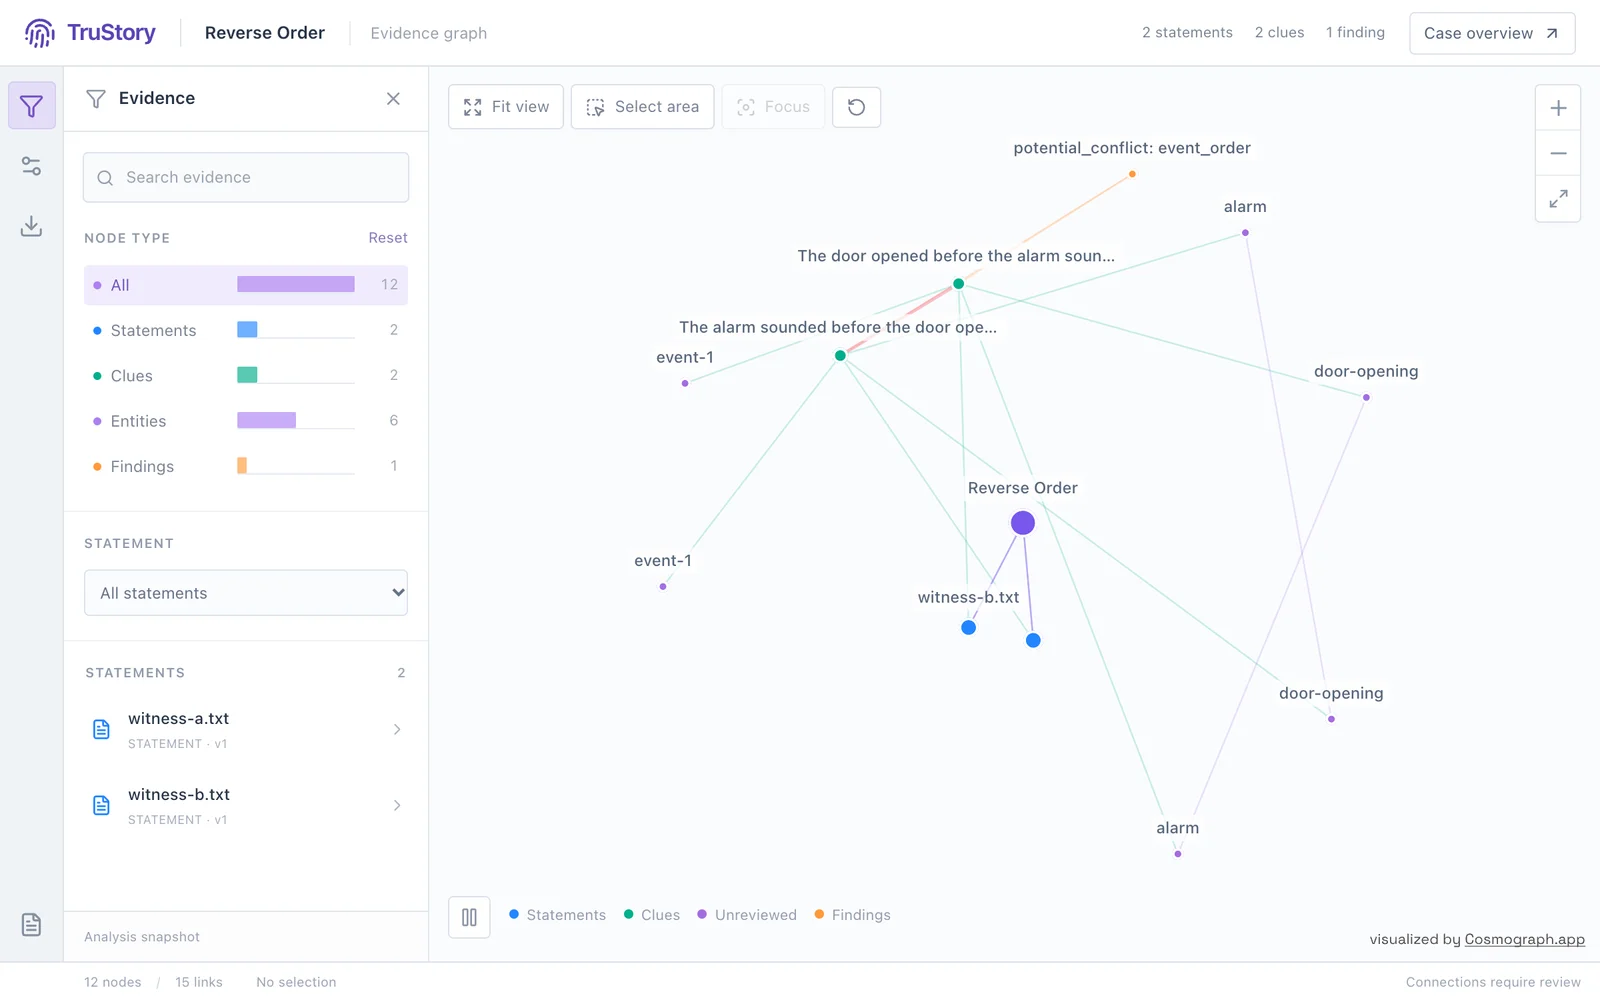 TruStory
Reverse Order
Evidence graph
2 statements
2 clues
1 finding
Case overview
Evidence
Search evidence
NODE TYPE
Reset
All
12
Statements
2
Clues
2
Entities
6
Findings
1
STATEMENT
All statements
STATEMENTS
2
witness-a.txt
STATEMENT · v1
witness-b.txt
STATEMENT · v1
Analysis snapshot
Fit view
Select area
Focus
potential_conflict: event_order
alarm
The door opened before the alarm soun...
The alarm sounded before the door ope...
event-1
door-opening
Reverse Order
event-1
witness-b.txt
door-opening
alarm
Statements
Clues
Unreviewed
Findings
visualized by Cosmograph.app
12 nodes / 15 links
No selection
Connections require review